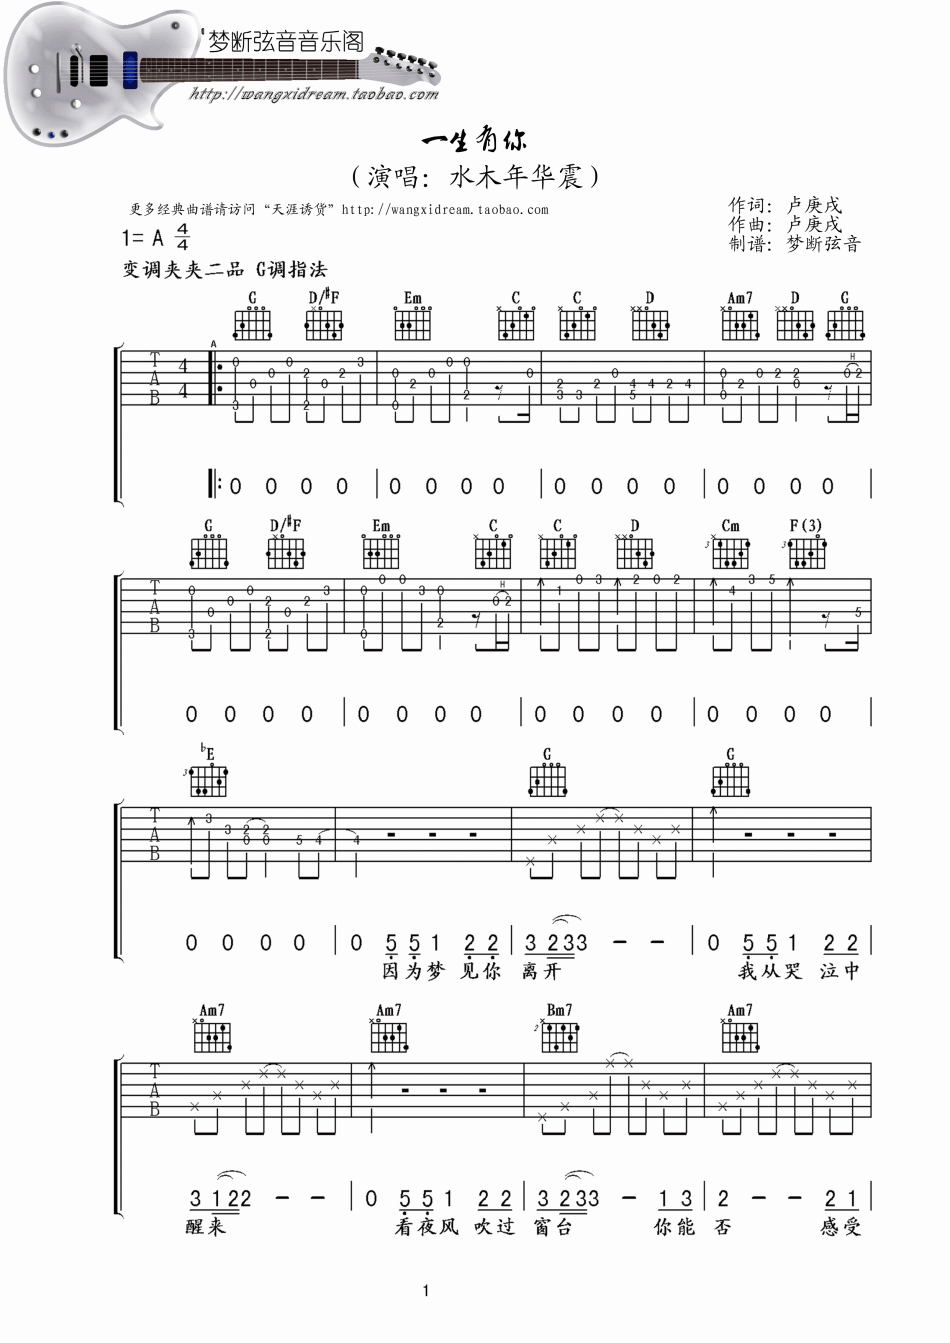 梦断弦音音乐阁
http://wangxidream.taobao.com
一生有你
（演唱：水木年华震）
更多经典曲谱请访问“天涯诱货”http://wangxidream.taobao.com
作词：卢庚戌
作曲：卢庚戌
制谱：梦断弦音
1= A 4/4
变调夹夹二品 G调指法
G D/#F Em C C D Am7 D G
A
T A B 4 4
H
0 0 0 0 | 0 0 0 0 | 0 0 0 0 | 0 0 0 0
G D/#F Em C C D Cm F(3)
T A B
H
0 0 0 0 | 0 0 0 0 | 0 0 0 0 | 0 0 0 0
bE G G
T A B
0 0 0 0 | 0 5 5 1 2 2 | 3 2 3 3 - - | 0 5 5 1 2 2
因为梦 见你 离开 我从哭 泣中
Am7 Am7 Bm7 Am7
T A B
3 1 2 2 - - | 0 5 5 1 2 2 | 3 2 3 3 - 1 3 | 2 - - 2 1
醒来 看夜风 吹过 窗台 你能 否 感受
1